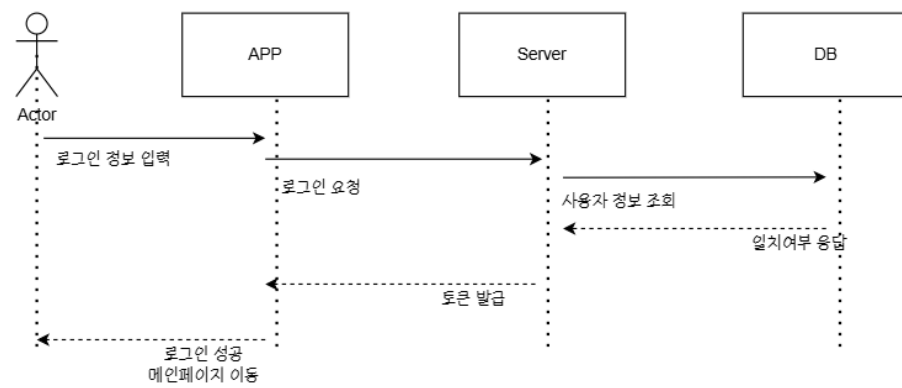 APP
Server
DB
Actor
로그인 정보 입력
로그인 요청
사용자 정보 조회
일치여부 응답
토큰 발급
로그인 성공
메인페이지 이동